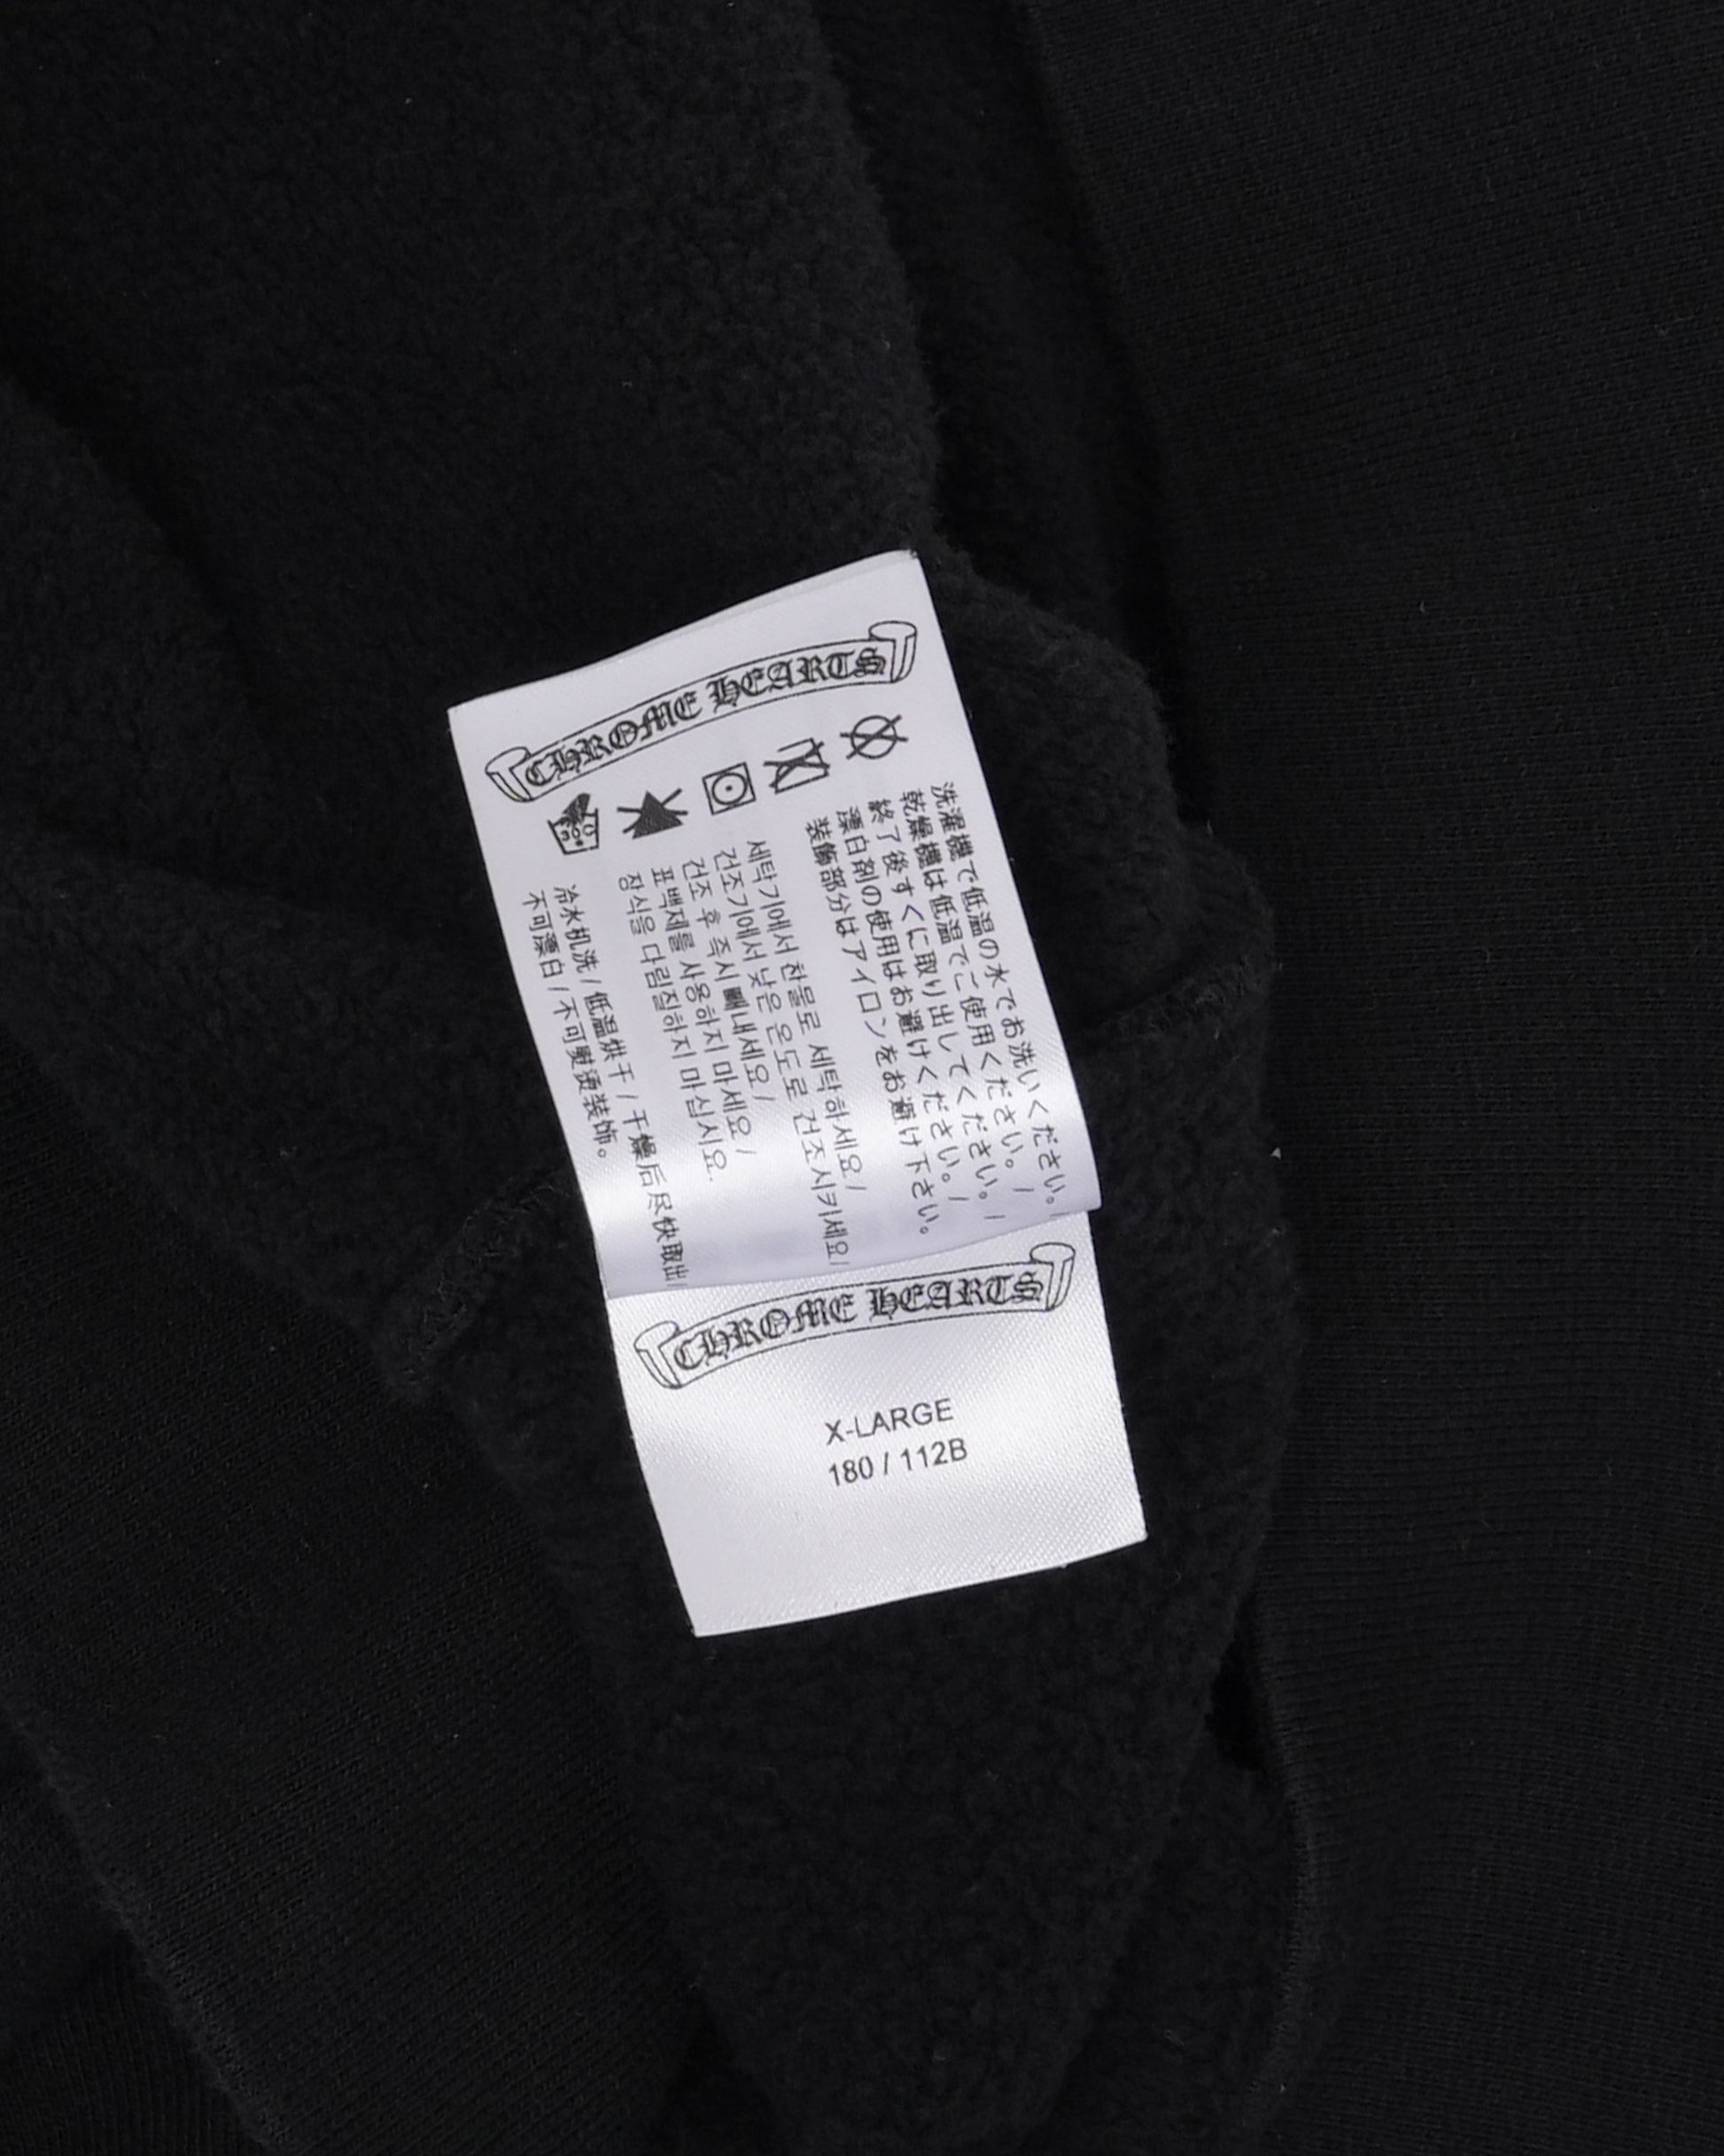 CHROME HEARTS
洗濯機で低温の水でお洗いください。/
乾燥機は低温でご使用ください。/
終了後すぐに取り出してください。/
漂白剤の使用はお避けください。/
装飾部分はアイロンをお避け下さい。
세탁기에서 찬물로 세탁하세요/
건조기에서 낮은 온도로 건조시키세요/
건조 후 즉시 빼내세요/
표백제를 사용하지 마세요/
장식을 다림질하지 마십시요.
冷水机洗/低温烘干/干燥后尽快取出/
不可漂白/不可熨烫装饰。
CHROME HEARTS
X-LARGE
180 / 112B